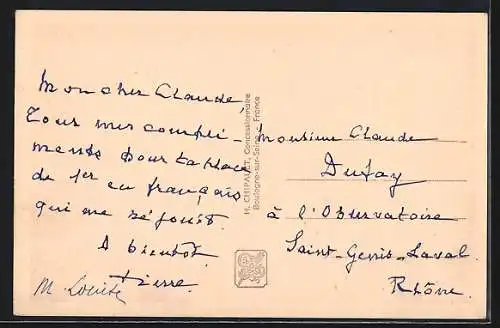 Mon cher Claude,
Tous mes compli-
ments pour ta place
de 1er en français
qui me réjouit.
A bientôt
Pierre
M. Louise
H. CHIPAULT, Concessionnaire
Boulogne-sur-Seine - France
Monsieur Claude
Dufay
à l'Observatoire
Saint-Genis-Laval
Rhône.